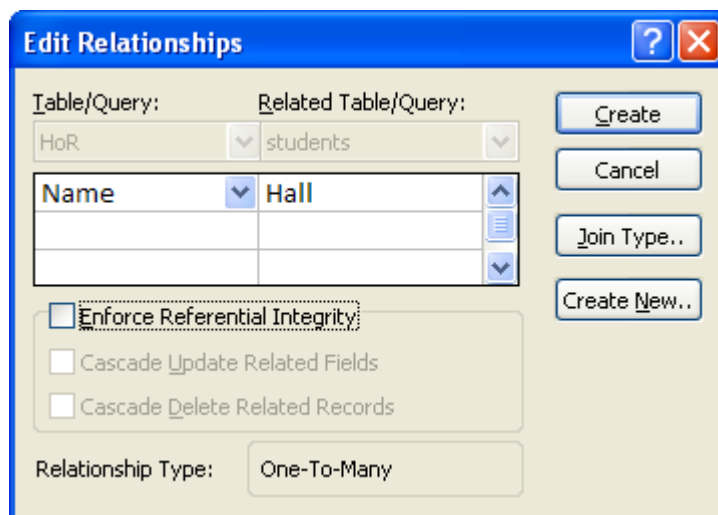 Edit Relationships
Table/Query: Related Table/Query:
HoR students
Name Hall
Create
Cancel
Join Type..
Create New..
Enforce Referential Integrity
Cascade Update Related Fields
Cascade Delete Related Records
Relationship Type: One-To-Many